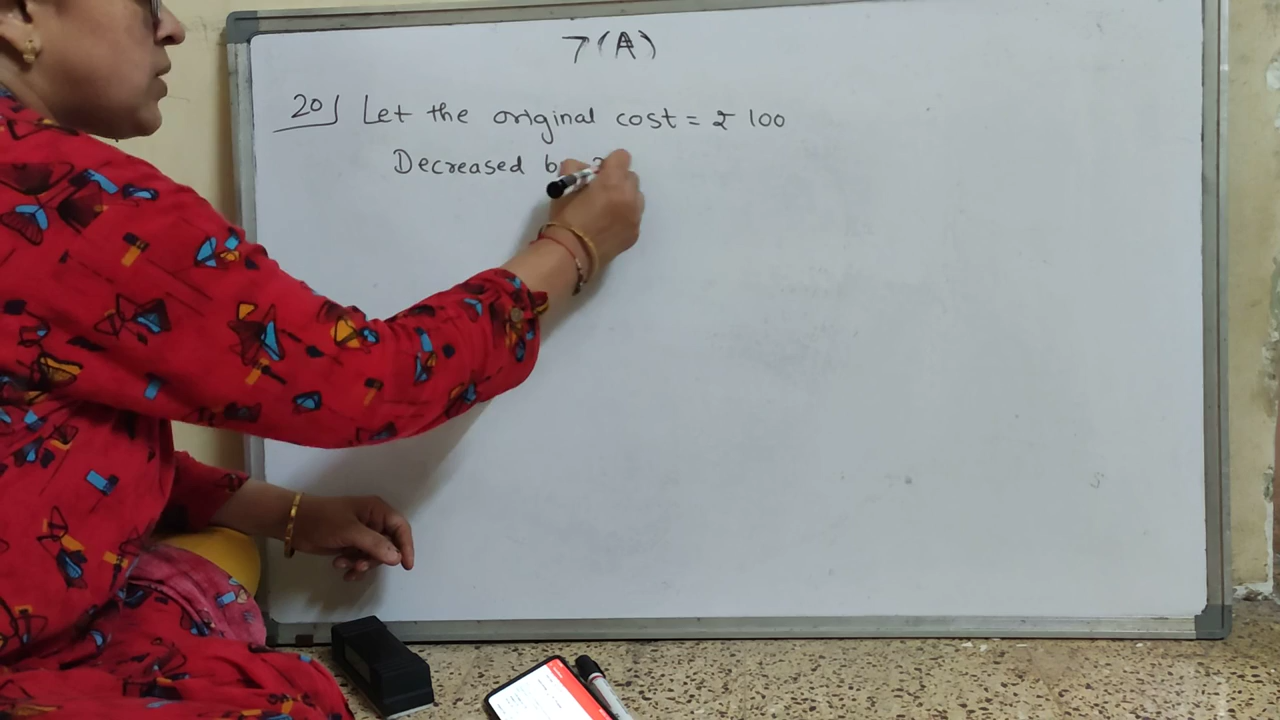 7(A)
20] Let the original cost = ₹ 100
Decreased